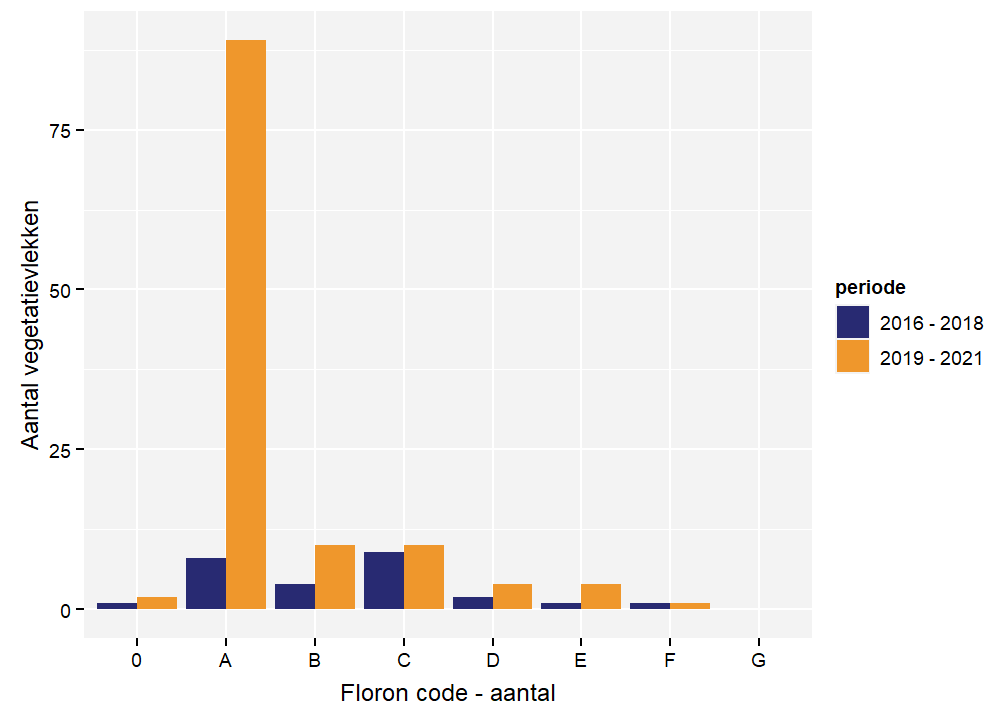 Aantal vegetatievlekken
75
50
25
0
0 A B C D E F G
Floron code - aantal
periode
2016 - 2018
2019 - 2021